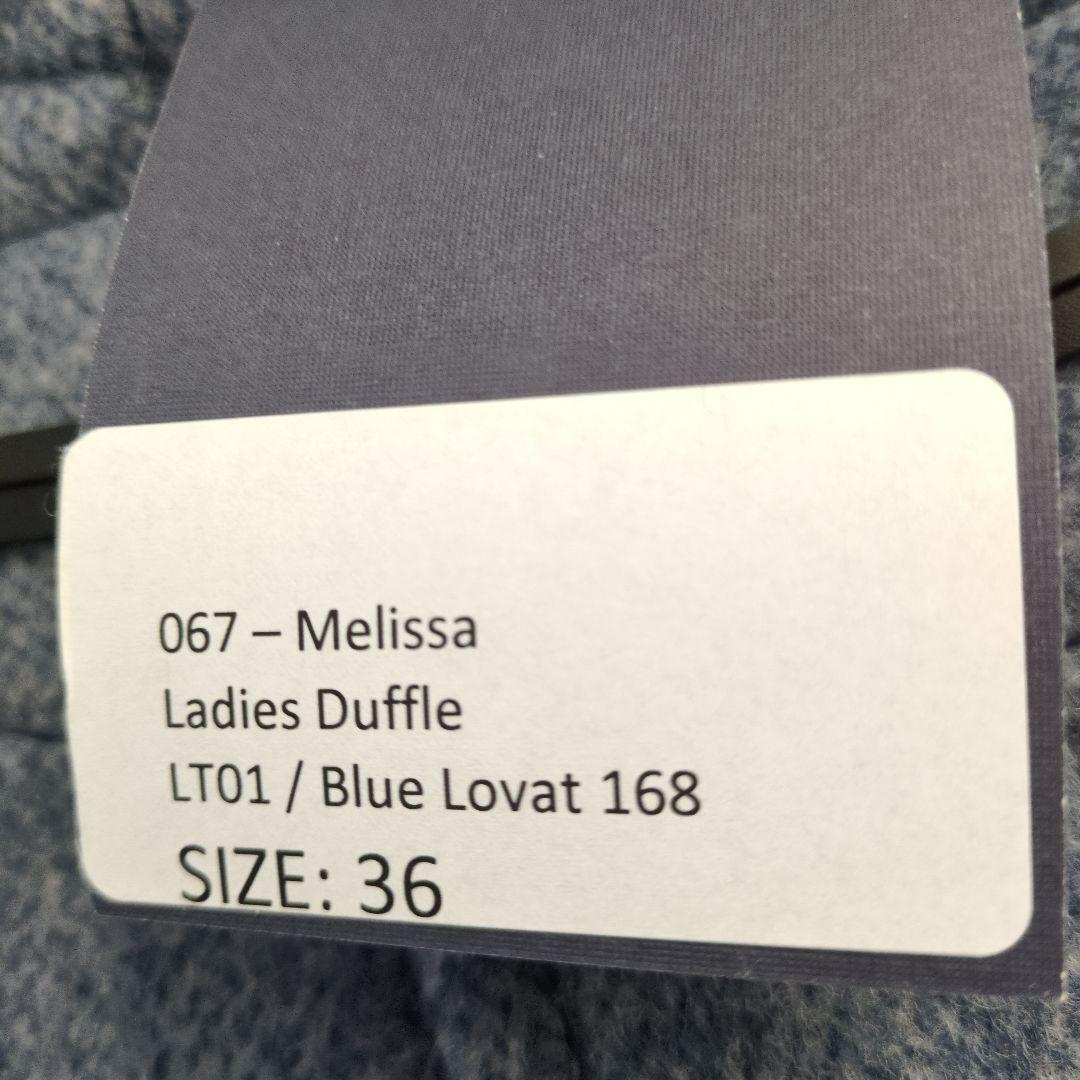 067 – Melissa
Ladies Duffle
LT01 / Blue Lovat 168
SIZE: 36